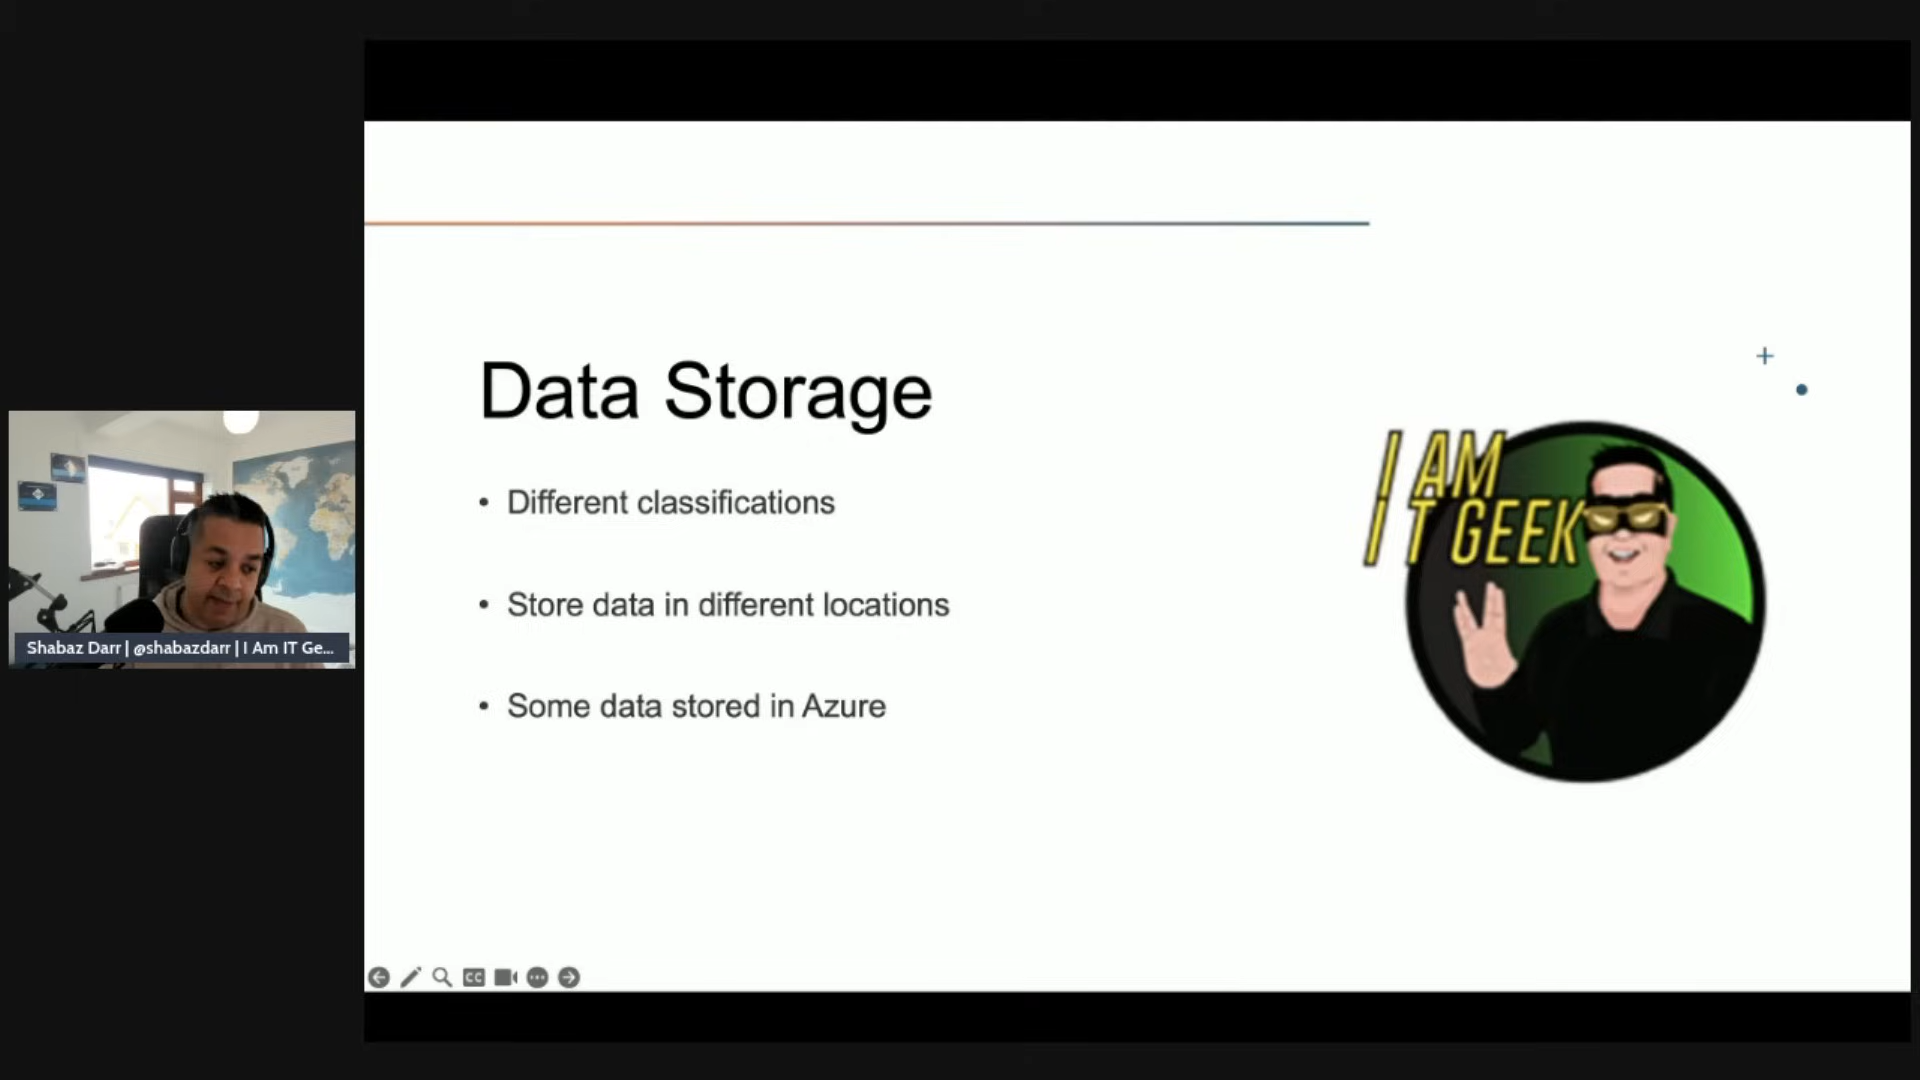 Data Storage
• Different classifications
• Store data in different locations
• Some data stored in Azure
I AM
I T GEEK
Shabaz Darr | @shabazdarr | I Am IT Ge...
CC